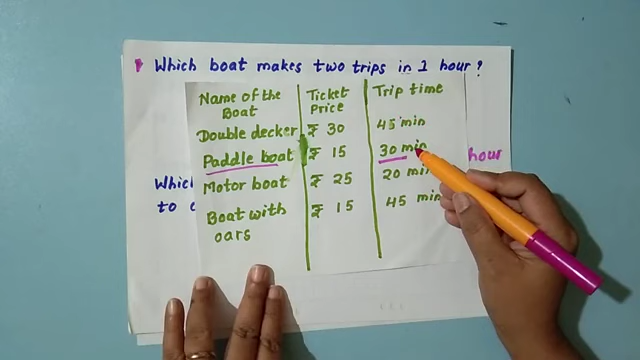 Which boat makes two trips in 1 hour?
Name of the Boat Ticket Price Trip time
Double decker ₹ 30 45 min
Paddle boat ₹ 15 30 min
hour
Motor boat ₹ 25 20 min
Which
to
Boat with oars ₹ 15 45 min